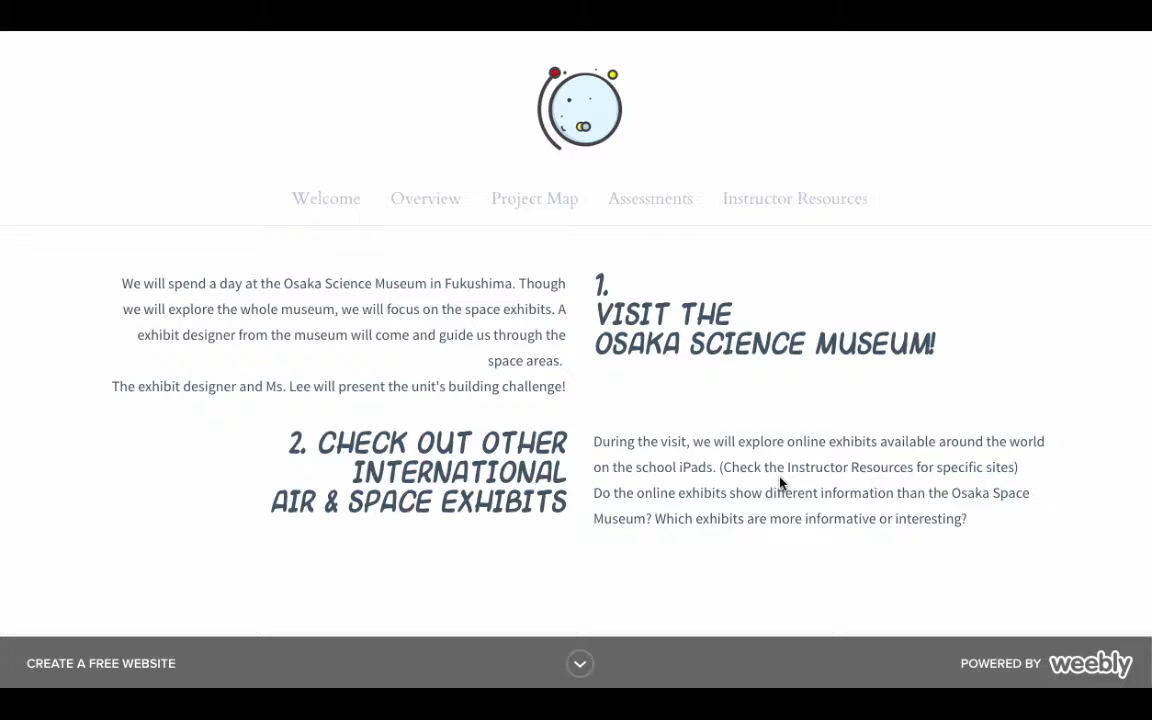 Welcome
Overview
Project Map
Assessments
Instructor Resources
We will spend a day at the Osaka Science Museum in Fukushima. Though
we will explore the whole museum, we will focus on the space exhibits. A
exhibit designer from the museum will come and guide us through the
space areas.
The exhibit designer and Ms. Lee will present the unit's building challenge!
1.
VISIT THE
OSAKA SCIENCE MUSEUM!
2. CHECK OUT OTHER
INTERNATIONAL
AIR & SPACE EXHIBITS
During the visit, we will explore online exhibits available around the world
on the school iPads. (Check the Instructor Resources for specific sites)
Do the online exhibits show different information than the Osaka Space
Museum? Which exhibits are more informative or interesting?
CREATE A FREE WEBSITE
POWERED BY weebly